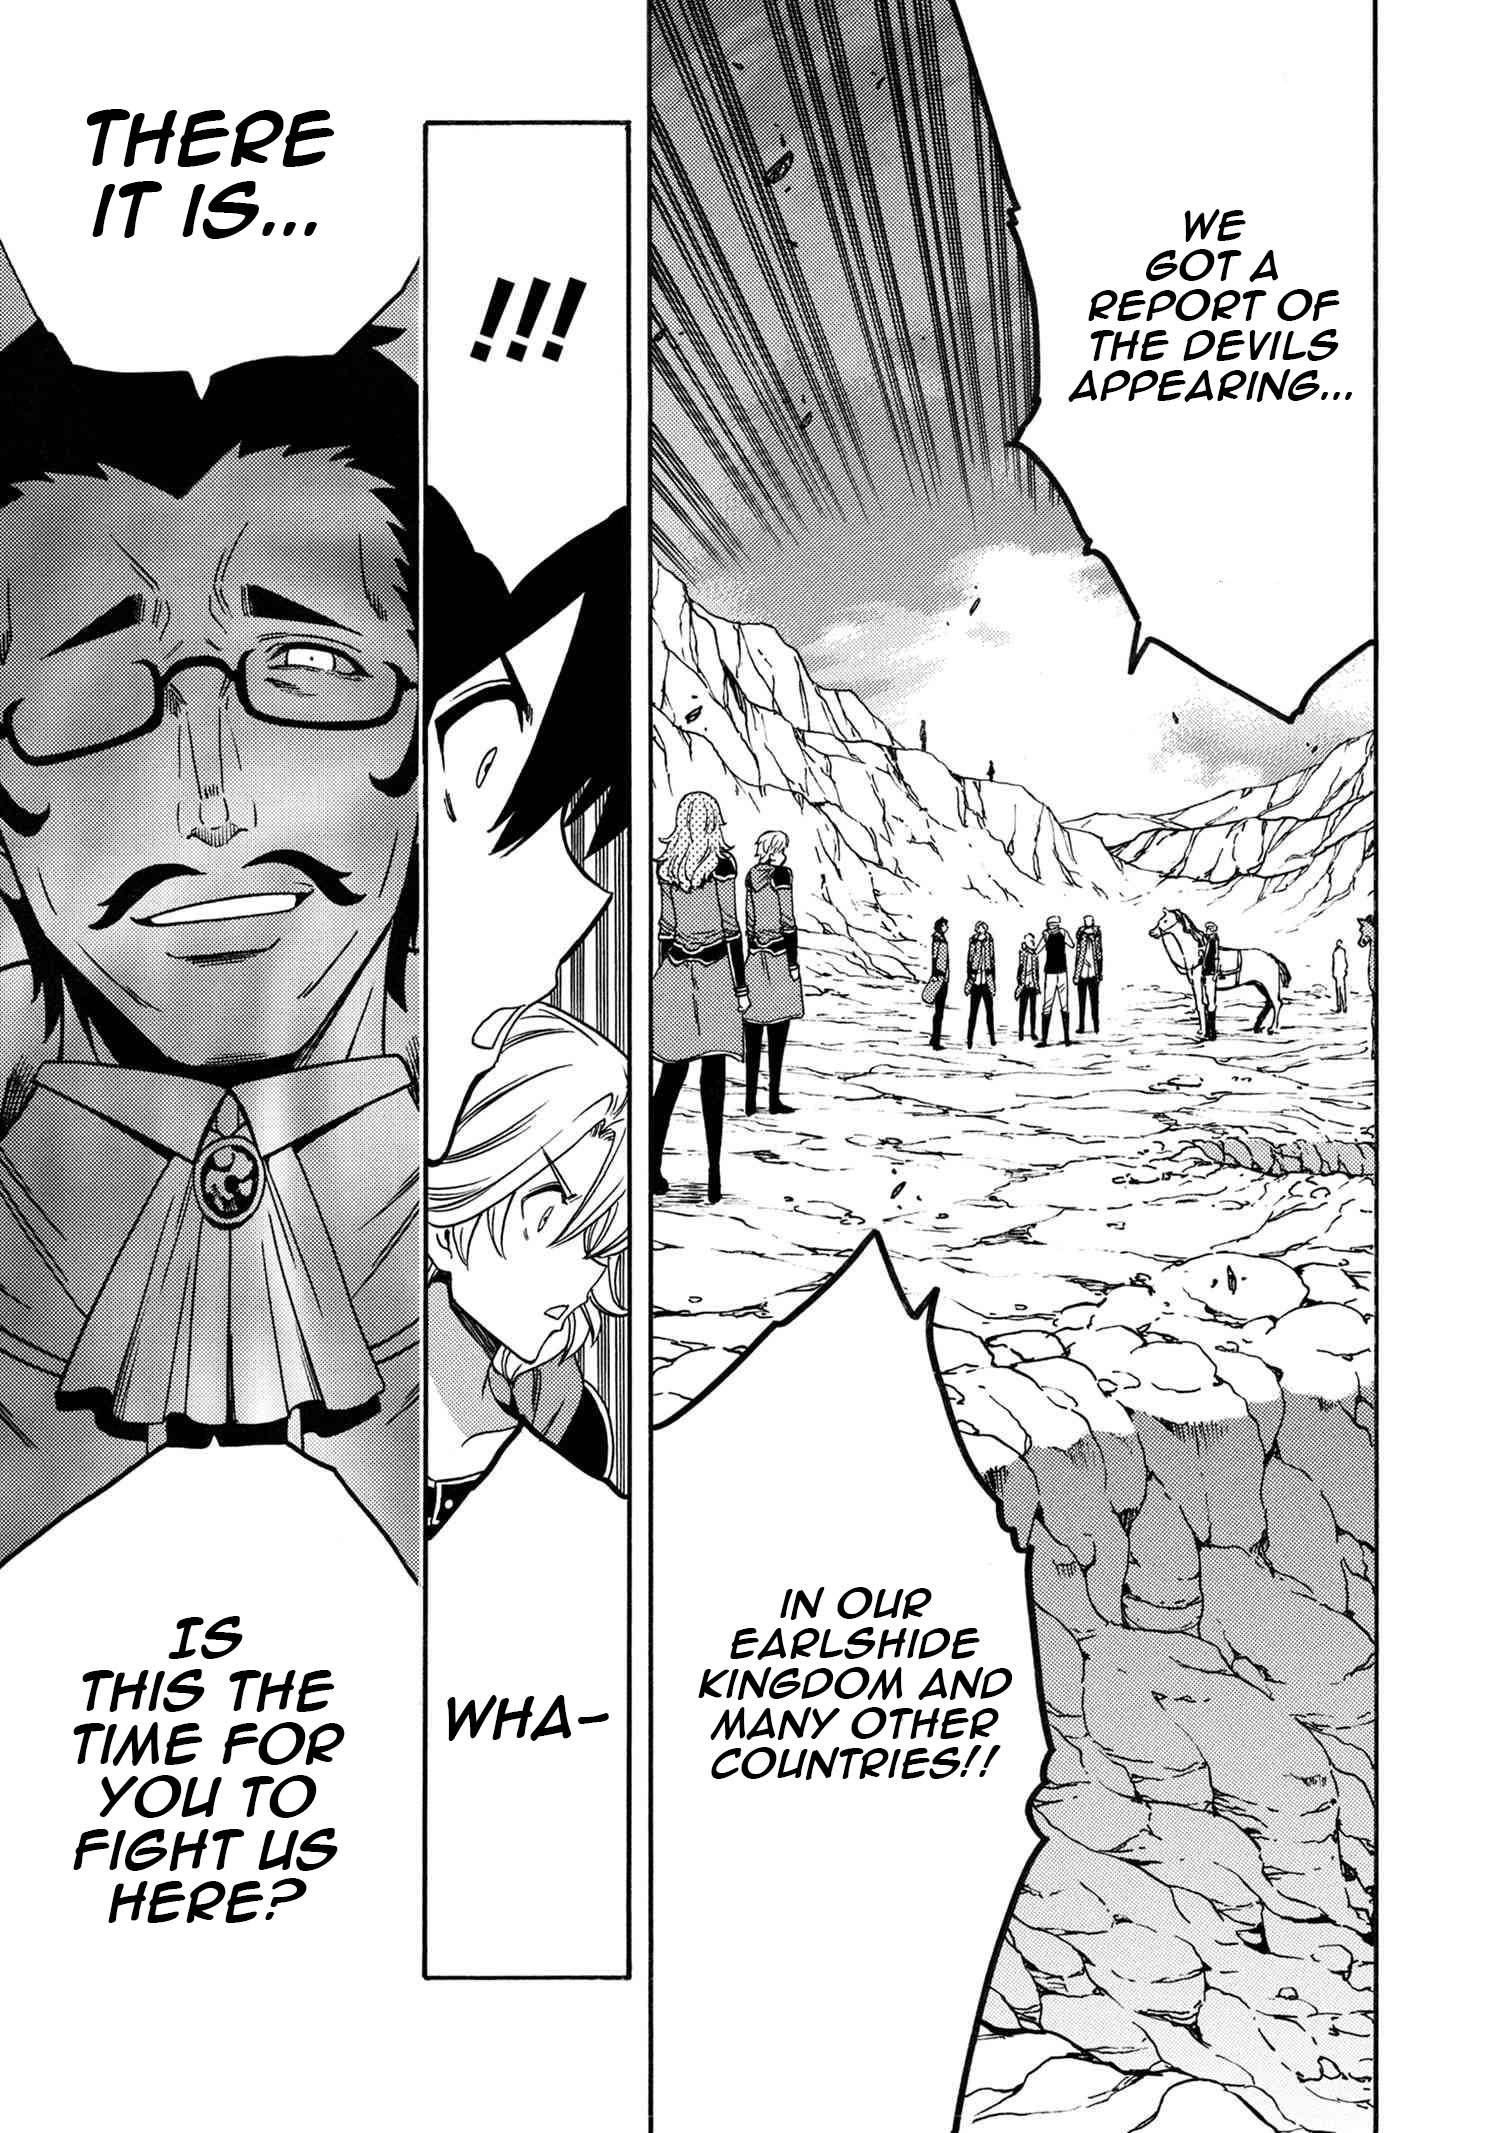 WE
GOT A
REPORT OF
THE DEVILS
APPEARING...
IN OUR
EARLSHIDE
KINGDOM AND
MANY OTHER
COUNTRIES!!
!!!
WHA-
THERE
IT IS...
IS
THIS THE
TIME FOR
YOU TO
FIGHT US
HERE?